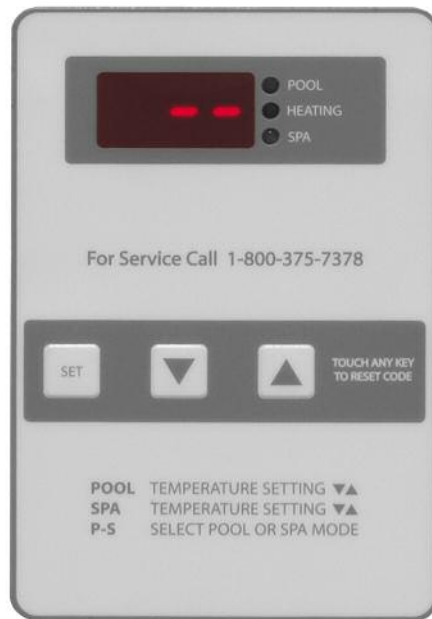 --
POOL
HEATING
SPA
For Service Call 1-800-375-7378
SET
TOUCH ANY KEY
TO RESET CODE
POOL TEMPERATURE SETTING ▼▲
SPA TEMPERATURE SETTING ▼▲
P-S SELECT POOL OR SPA MODE